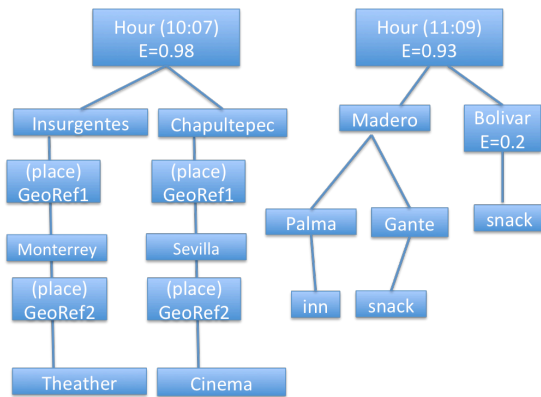 Hour (10:07)
E=0.98
Insurgentes
Chapultepec
(place)
GeoRef1
(place)
GeoRef1
Monterrey
Sevilla
(place)
GeoRef2
(place)
GeoRef2
Theather
Cinema
Hour (11:09)
E=0.93
Madero
Bolivar
E=0.2
Palma
Gante
snack
inn
snack